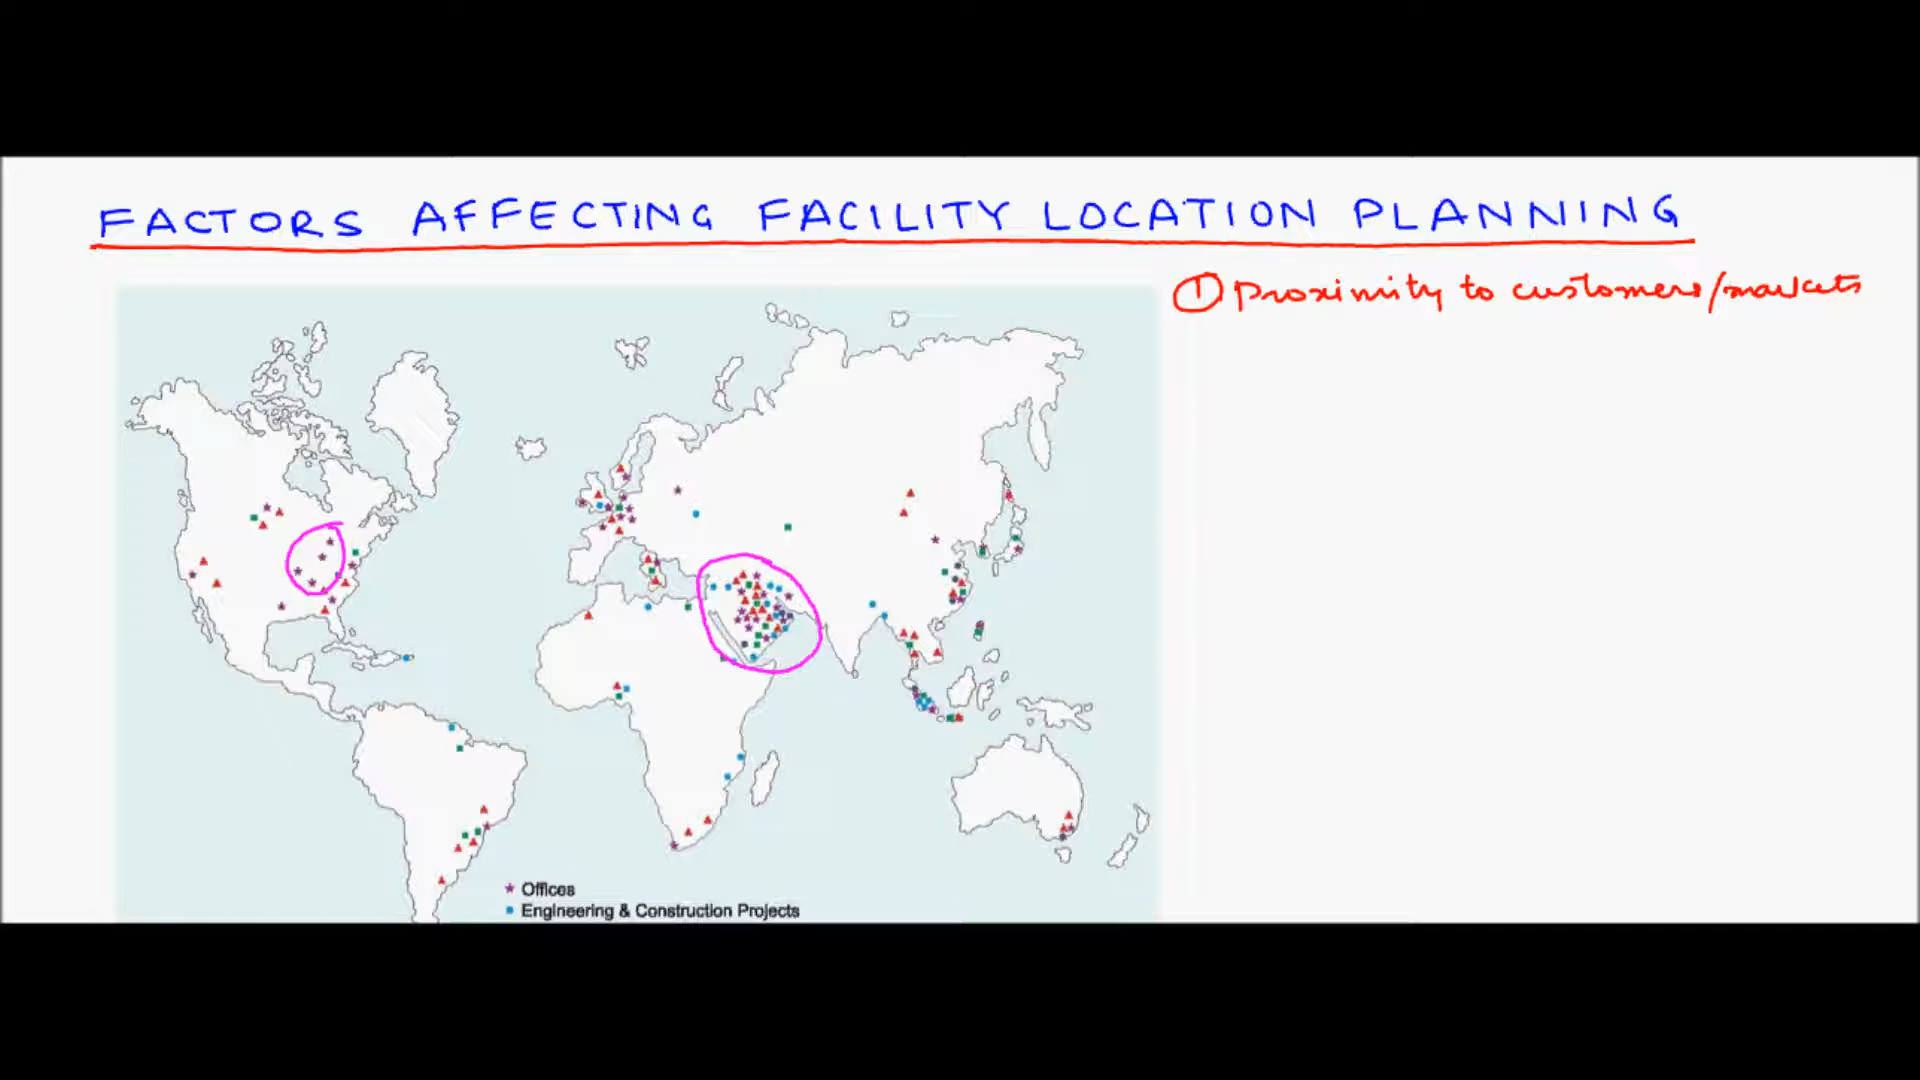 FACTORS AFFECTING FACILITY LOCATION PLANNING
① Proximity to customers/markets
Offices
Engineering & Construction Projects